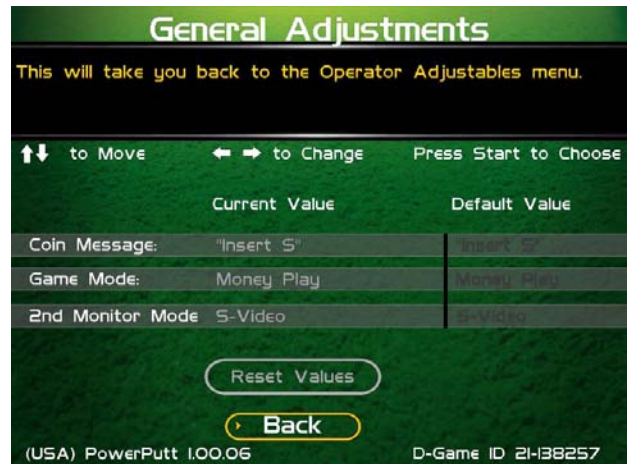 General Adjustments
This will take you back to the Operator Adjustables menu.
to Move to Change Press Start to Choose
Current Value Default Value
Coin Message: "Insert S" "Insert S"
Game Mode: Money Play Money Play
2nd Monitor Mode S-Video S-Video
Reset Values
Back
(USA) PowerPutt 1.00.06 D-Game ID 21-138257